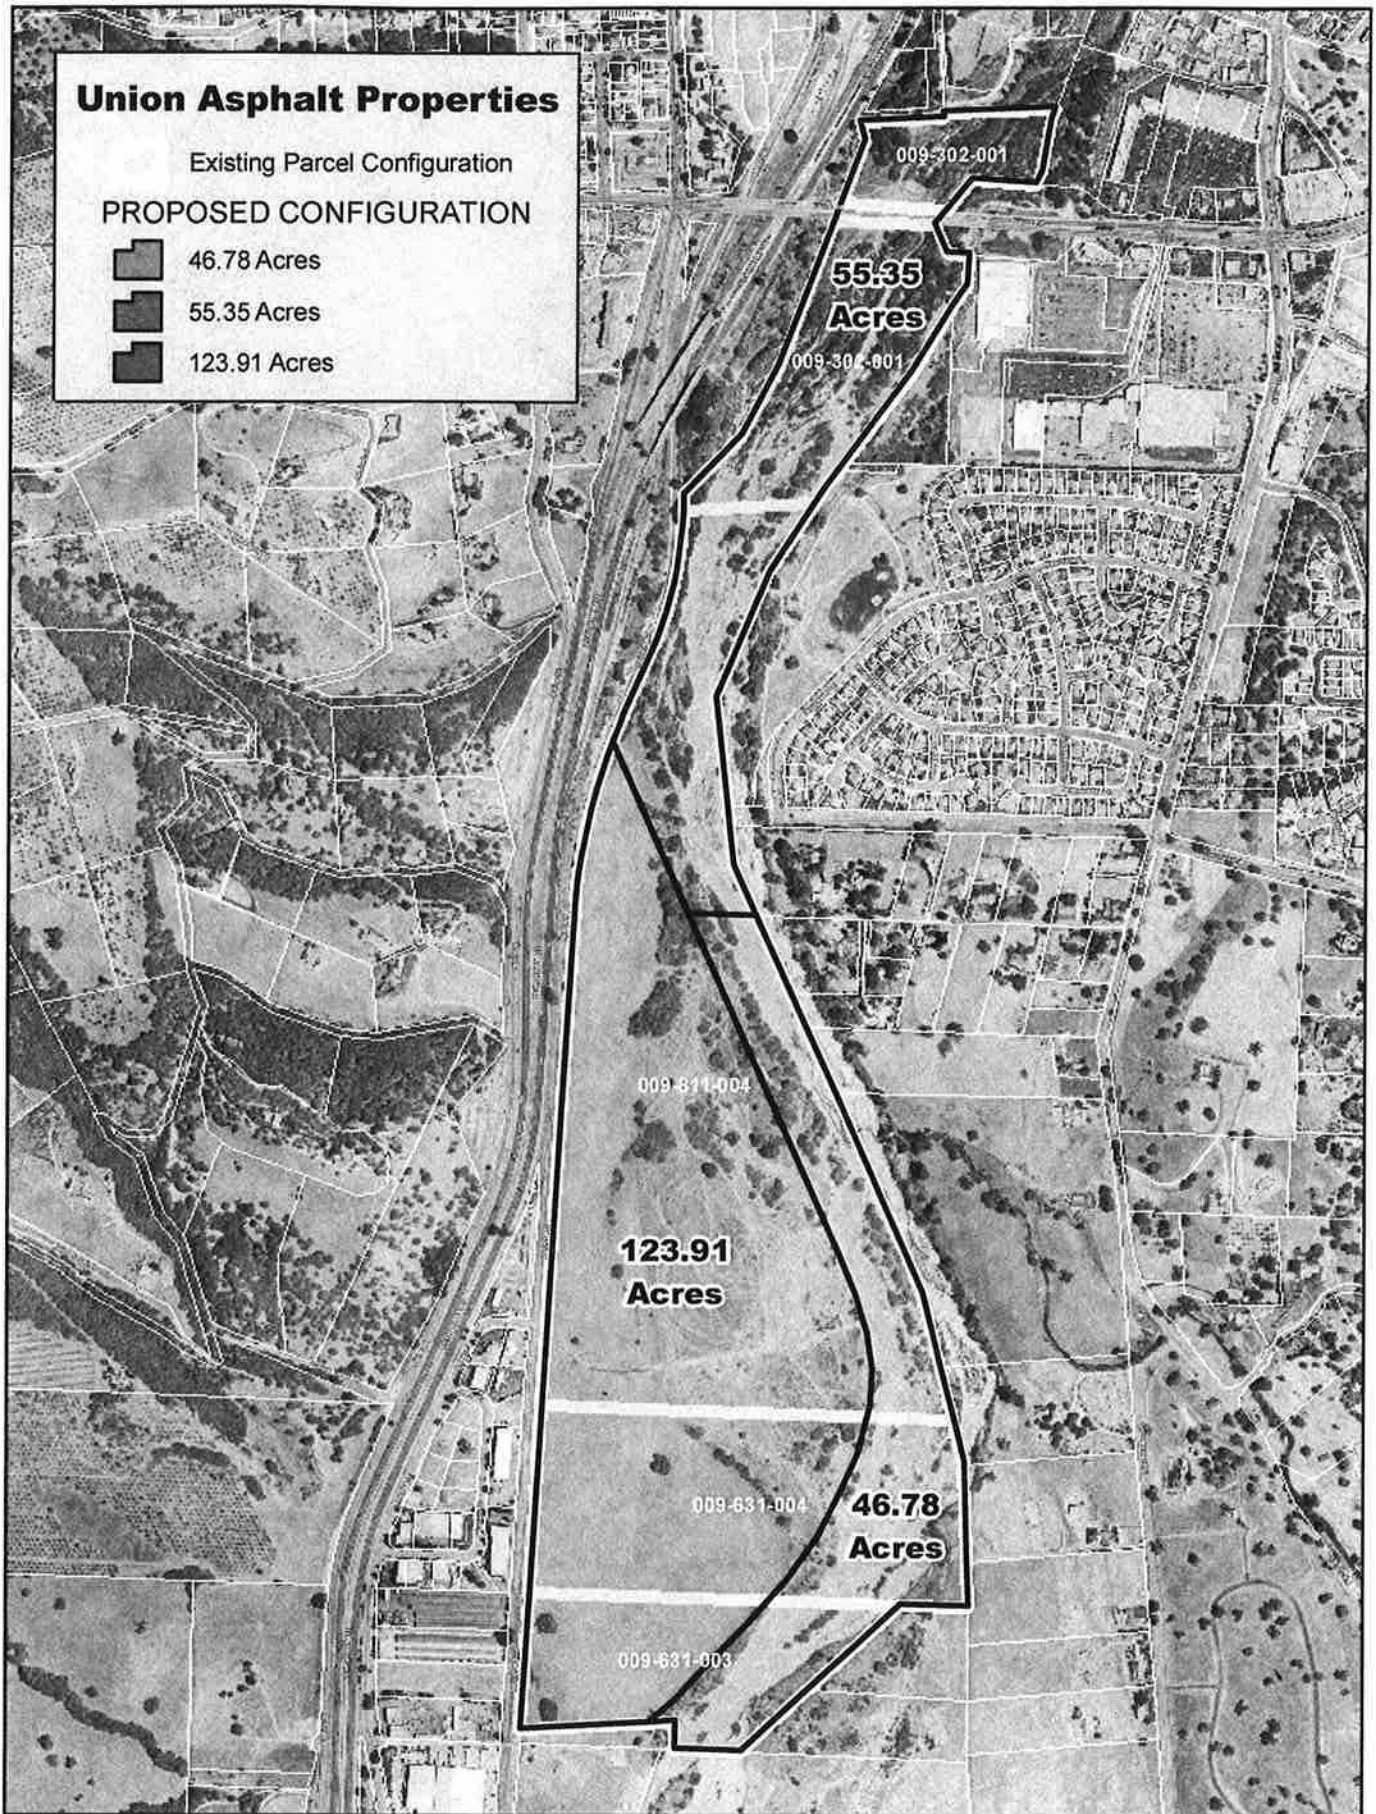 Union Asphalt Properties
Existing Parcel Configuration
PROPOSED CONFIGURATION
46.78 Acres
55.35 Acres
123.91 Acres
009-302-001
55.35
Acres
009-302-001
009-811-004
123.91
Acres
009-631-004
46.78
Acres
009-631-003